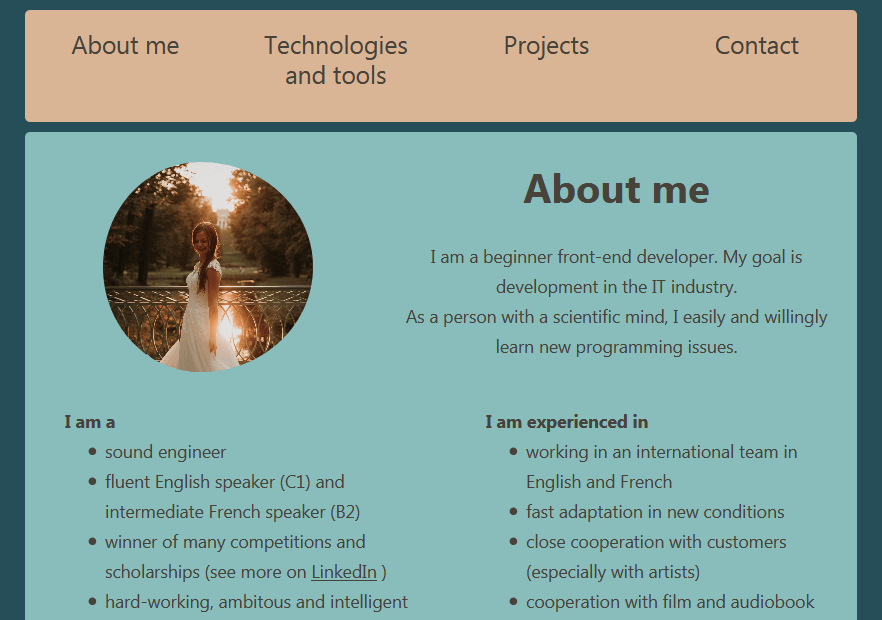 About me
Technologies
and tools
Projects
Contact
About me
I am a beginner front-end developer. My goal is
development in the IT industry.
As a person with a scientific mind, I easily and willingly
learn new programming issues.
I am a
sound engineer
fluent English speaker (C1) and
intermediate French speaker (B2)
winner of many competitions and
scholarships (see more on LinkedIn )
hard-working, ambitous and intelligent
I am experienced in
working in an international team in
English and French
fast adaptation in new conditions
close cooperation with customers
(especially with artists)
cooperation with film and audiobook